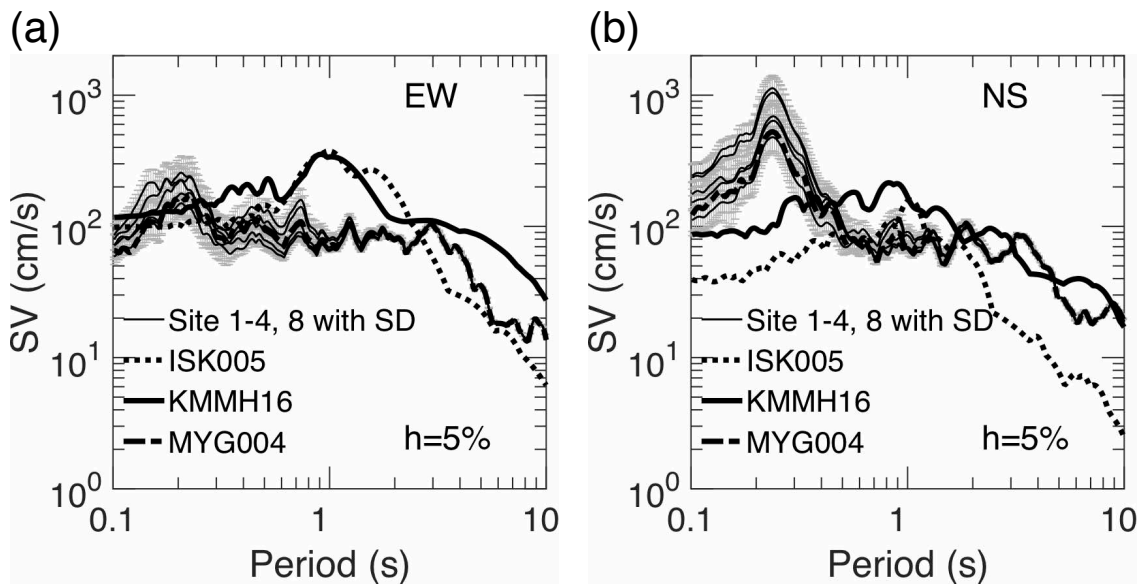 (a)
EW
SV (cm/s)
10³
10²
10¹
10⁰
Site 1-4, 8 with SD
ISK005
KMMH16
MYG004
h=5%
0.1
1
10
Period (s)
(b)
NS
SV (cm/s)
10³
10²
10¹
10⁰
Site 1-4, 8 with SD
ISK005
KMMH16
MYG004
h=5%
0.1
1
10
Period (s)